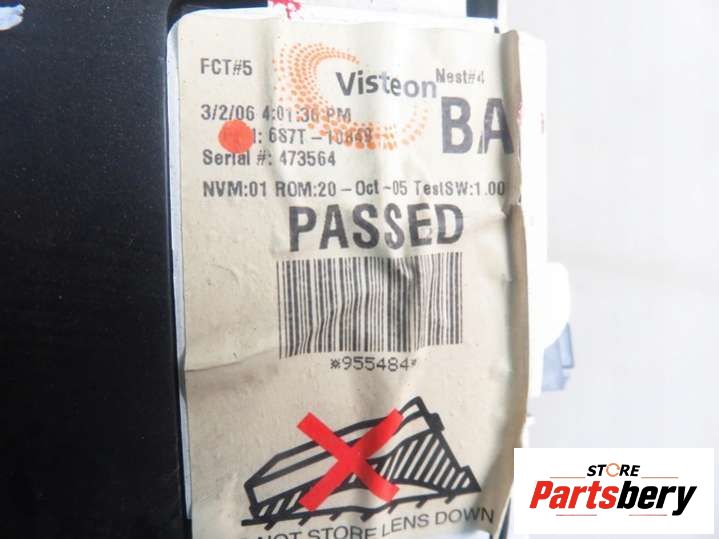 FCT#5
Visteon
Nest#4
3/2/06 4:01:36 PM
BA
6S7T-10849
Serial #: 473564
NVM:01 ROM:20-Oct-05 TestSW:1.00
PASSED
*955484*
NOT STORE LENS DOWN
STORE
Partsbery